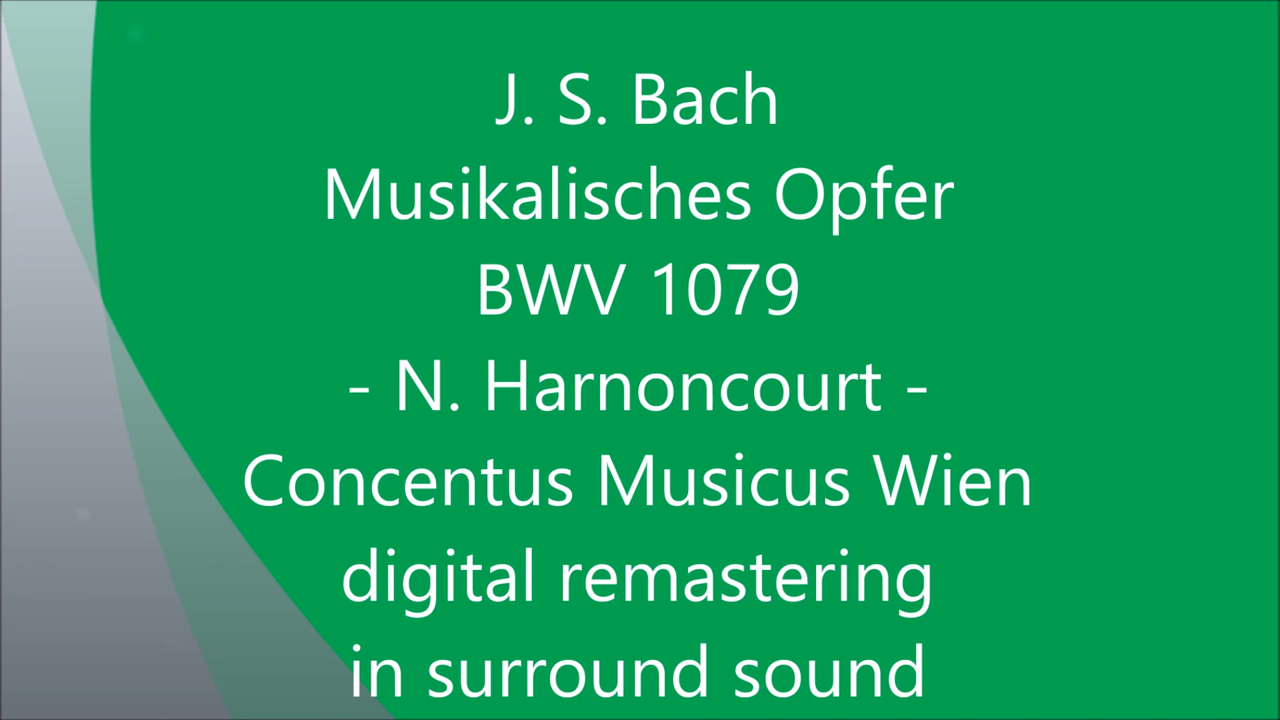 J. S. Bach
Musikalisches Opfer
BWV 1079
- N. Harnoncourt -
Concentus Musicus Wien
digital remastering
in surround sound